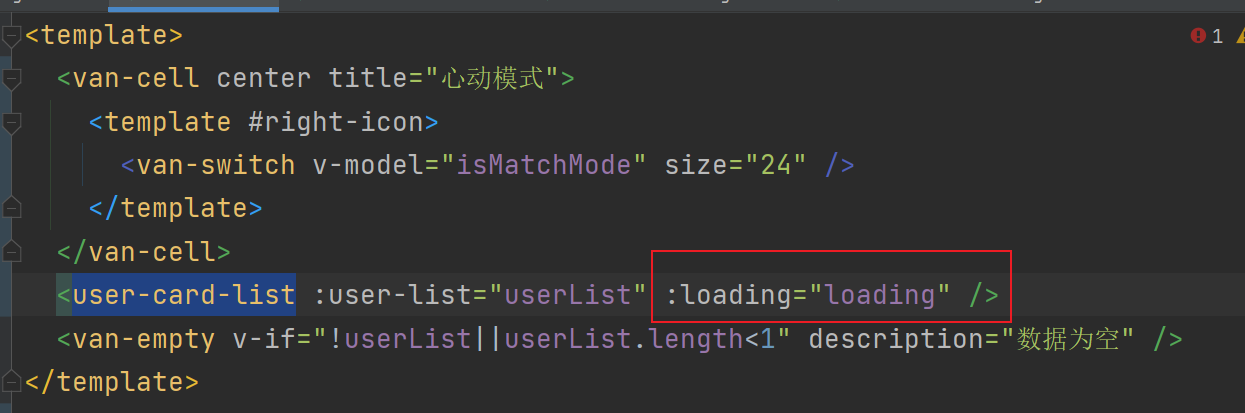 <template>
<van-cell center title="心动模式">
<template #right-icon>
<van-switch v-model="isMatchMode" size="24" />
</template>
</van-cell>
<user-card-list :user-list="userList" :loading="loading" />
<van-empty v-if="!userList||userList.length<1" description="数据为空" />
</template>
1